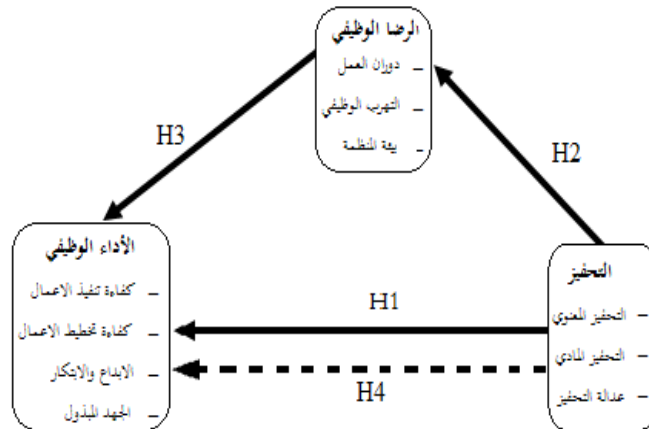 الرضا الوظيفي
- دوران العمل
- التهرب الوظيفي
- بيئة المنظمة
H3
H2
الأداء الوظيفي
- كفاءة تنفيذ الاعمال
- كفاءة تخطيط الاعمال
- الابداع والابتكار
- الجهد المبذول
H1
H4
التحفيز
- التحفيز المعنوي
- التحفيز المادي
- عدالة التحفيز